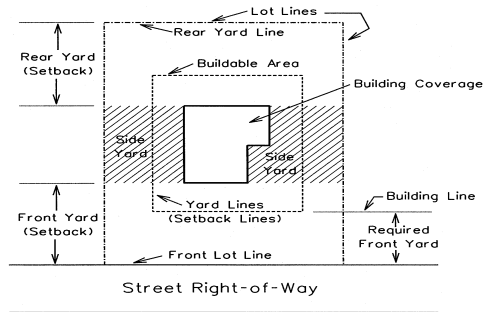 Lot Lines
Rear Yard Line
Rear Yard
(Setback)
Buildable Area
Building Coverage
Side
Yard
Side
Yard
Building Line
Yard Lines
(Setback Lines)
Front Yard
(Setback)
Required
Front Yard
Front Lot Line
Street Right-of-Way